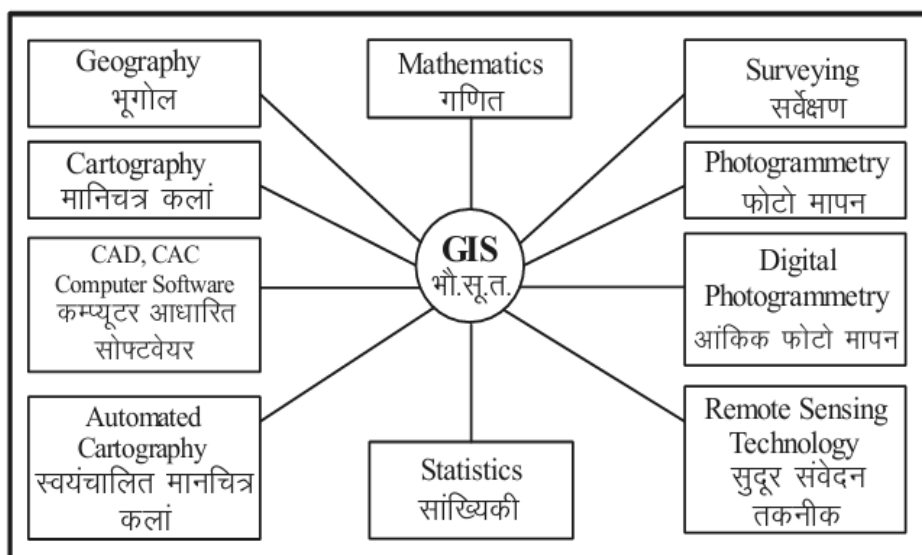 Geography
भूगोल
Mathematics
गणित
Surveying
सर्वेक्षण
Cartography
मानिचत्र कलां
Photogrammetry
फोटो मापन
GIS
भौ.सू.त.
CAD, CAC
Computer Software
कम्प्यूटर आधारित
सोफ्टवेयर
Digital
Photogrammetry
आंकिक फोटो मापन
Automated
Cartography
स्वयंचालित मानचित्र
कलां
Statistics
सांख्यिकी
Remote Sensing
Technology
सुदूर संवेदन
तकनीक